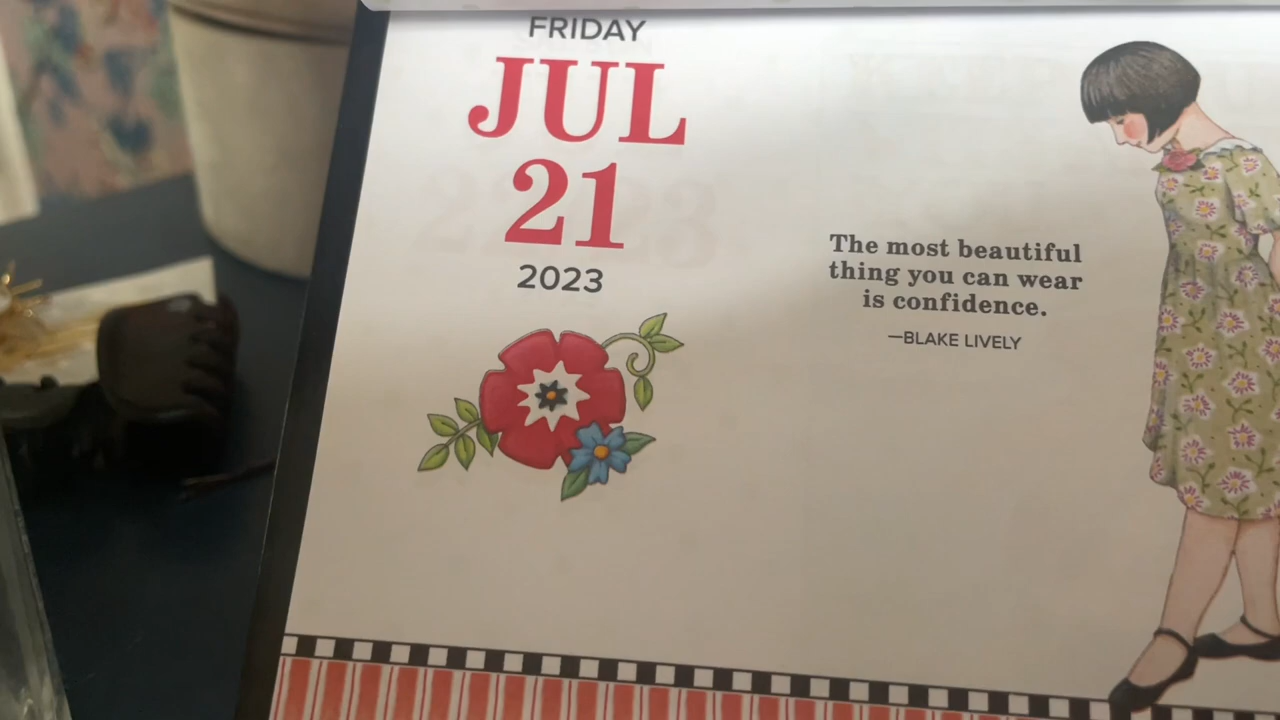 FRIDAY
JUL
21
2023
The most beautiful
thing you can wear
is confidence.
—BLAKE LIVELY